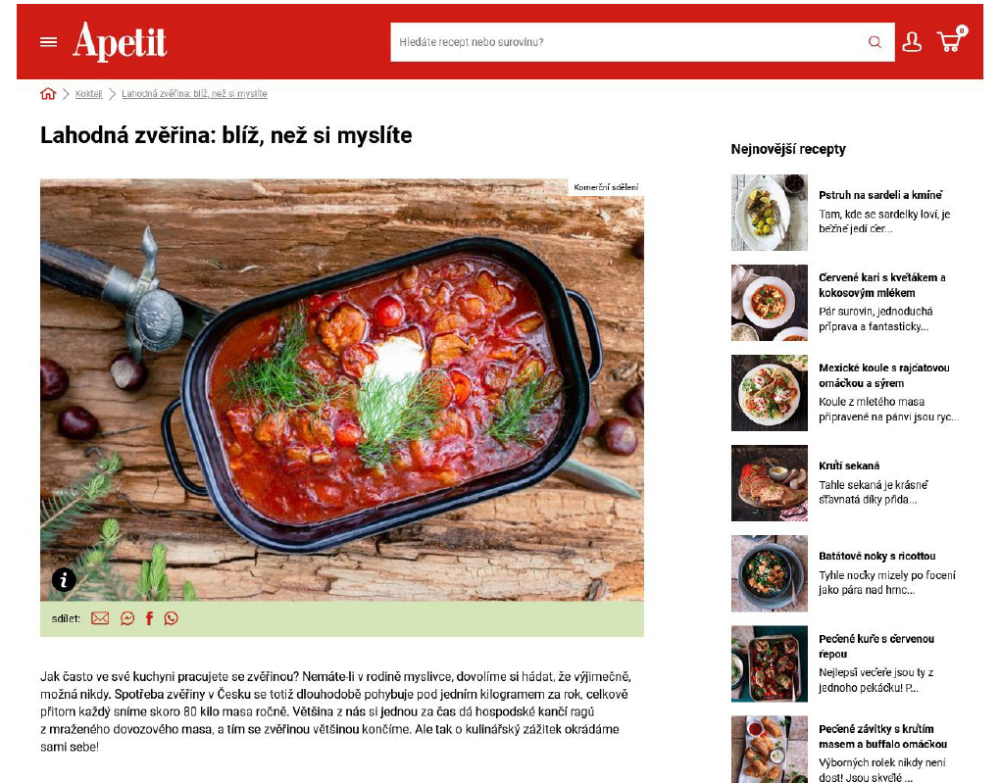 Apetit
Hledáte recept nebo surovinu?
0
Koktejl
Lahodná zvěřina: blíž, než si myslíte
Lahodná zvěřina: blíž, než si myslíte
Komerční sdělení
sdílet:
Jak často ve své kuchyni pracujete se zvěřinou? Nemáte-li v rodině myslivce, dovolíme si hádat, že výjimečně,
možná nikdy. Spotřeba zvěřiny v Česku se totiž dlouhodobě pohybuje pod jedním kilogramem za rok, celkově
přitom každý sníme skoro 80 kilo masa ročně. Většina z nás si jednou za čas dá hospodské kančí ragú
z mraženého dovozového masa, a tím se zvěřinou většinou končíme. Ale tak o kulinářský zážitek okrádáme
sami sebe!
Nejnovější recepty
Pstruh na sardeli a kmíně
Tam, kde se sardelky loví, je
běžně jedí čer...
Červené kari s květákem a
kokosovým mlékem
Pár surovin, jednoduchá
příprava a fantasticky...
Mexické koule s rajčatovou
omáčkou a sýrem
Koule z mletého masa
připravené na pánvi jsou ryc...
Krůtí sekaná
Tahle sekaná je krásně
šťavnatá díky přida...
Batátové noky s ricottou
Tyhle nočky mizely po focení
jako pára nad hrnc...
Pečené kuře s červenou
řepou
Nejlepší večeře jsou ty z
jednoho pekáčku! P...
Pečené závitky s krůtím
masem a buffalo omáčkou
Výborných rolek nikdy není
dost! Jsou skvělé ...